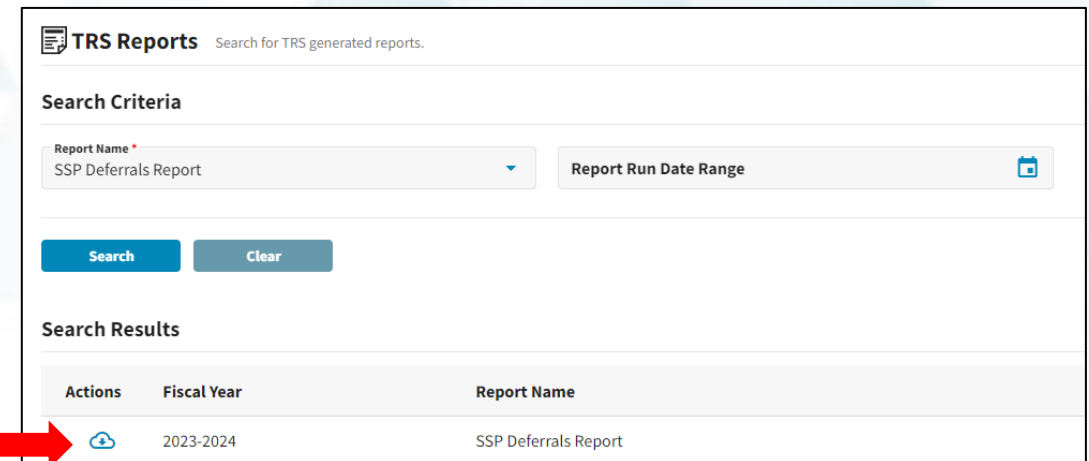 TRS Reports Search for TRS generated reports.
Search Criteria
Report Name *
SSP Deferrals Report
Report Run Date Range
Search Clear
Search Results
Actions Fiscal Year Report Name
2023-2024 SSP Deferrals Report